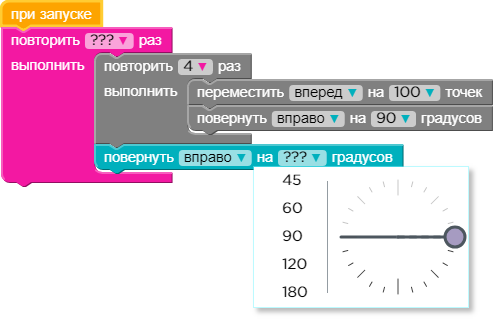 при запуске
повторить ??? раз
выполнить
повторить 4 раз
выполнить
переместить вперед на 100 точек
повернуть вправо на 90 градусов
повернуть вправо на ??? градусов
45
60
90
120
180